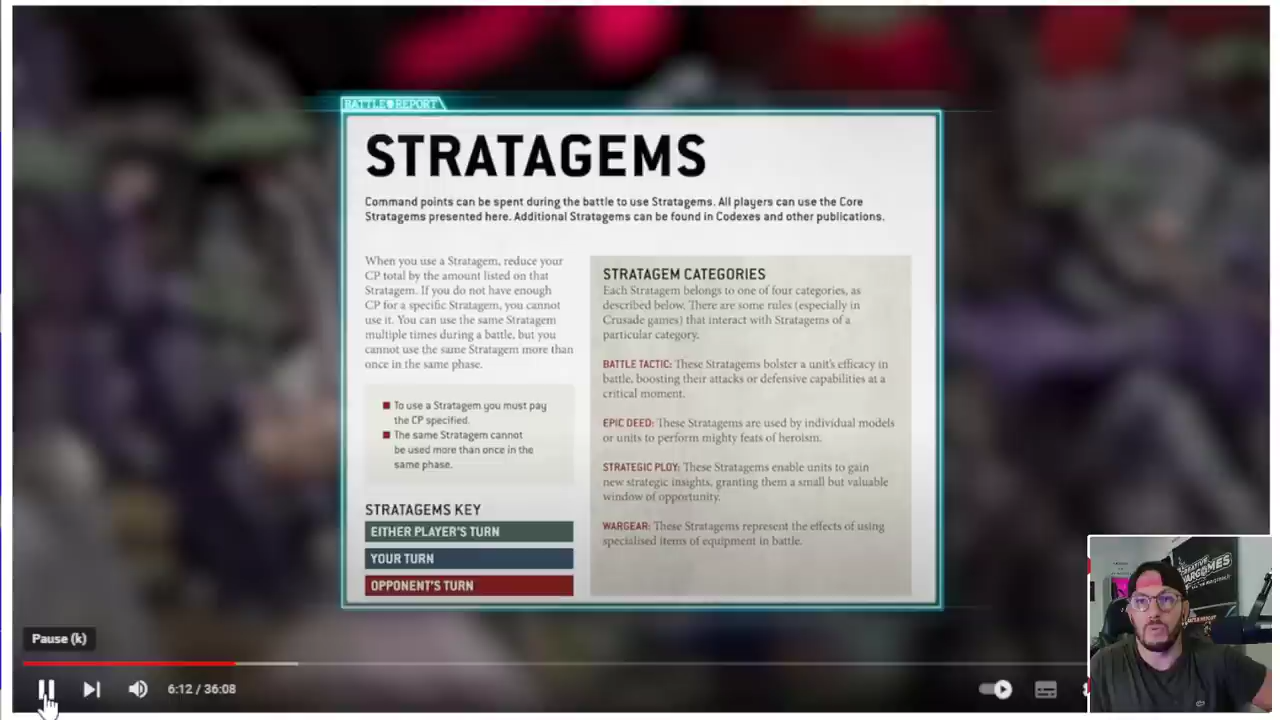 BATTLE REPORT
STRATAGEMS
Command points can be spent during the battle to use Stratagems. All players can use the Core
Stratagems presented here. Additional Stratagems can be found in Codexes and other publications.
When you use a Stratagem, reduce your
CP total by the amount listed on that
Stratagem. If you do not have enough
CP for a specific Stratagem, you cannot
use it. You can use the same Stratagem
multiple times during a battle, but you
cannot use the same Stratagem more than
once in the same phase.
To use a Stratagem you must pay
the CP specified.
The same Stratagem cannot
be used more than once in the
same phase.
STRATAGEMS KEY
EITHER PLAYER'S TURN
YOUR TURN
OPPONENT'S TURN
STRATAGEM CATEGORIES
Each Stratagem belongs to one of four categories, as
described below. There are some rules (especially in
Crusade games) that interact with Stratagems of a
particular category.
BATTLE TACTIC: These Stratagems bolster a unit's efficacy in
battle, boosting their attacks or defensive capabilities at a
critical moment.
EPIC DEED: These Stratagems are used by individual models
or units to perform mighty feats of heroism.
STRATEGIC PLOY: These Stratagems enable units to gain
new strategic insights, granting them a small but valuable
window of opportunity.
WARGEAR: These Stratagems represent the effects of using
specialised items of equipment in battle.
Pause (k)
6:12 / 36:08
CREATIVE
WARGAMES